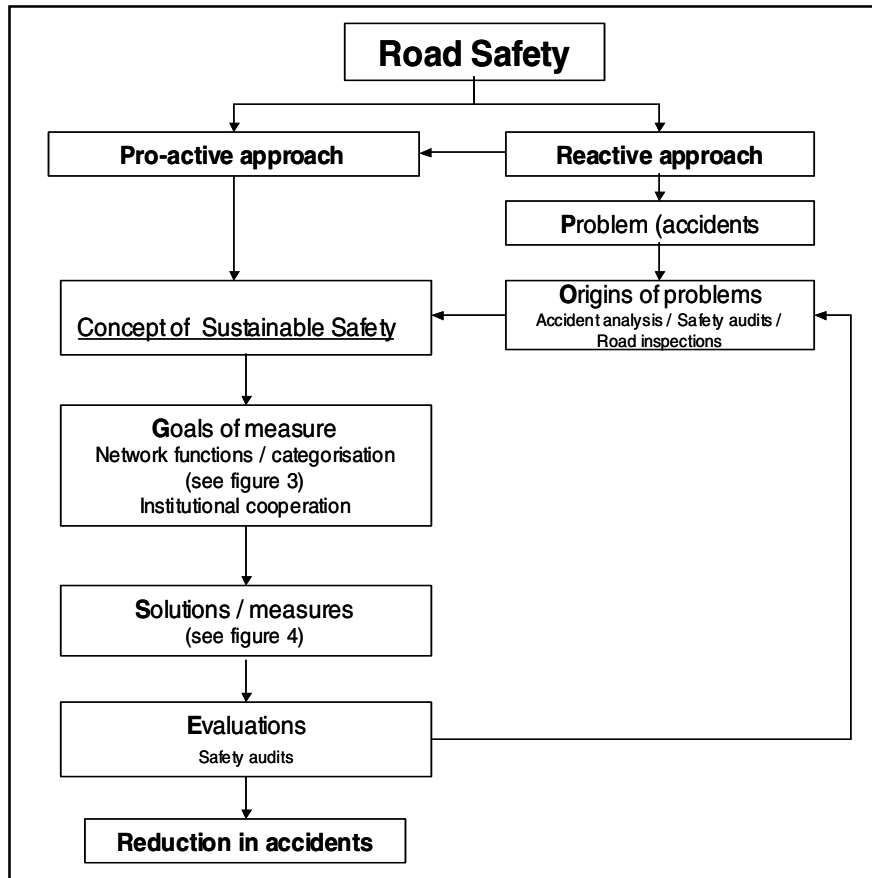 Road Safety
Pro-active approach
Reactive approach
Problem (accidents
Origins of problems
Accident analysis / Safety audits /
Road inspections
Concept of Sustainable Safety
Goals of measure
Network functions / categorisation
(see figure 3)
Institutional cooperation
Solutions / measures
(see figure 4)
Evaluations
Safety audits
Reduction in accidents